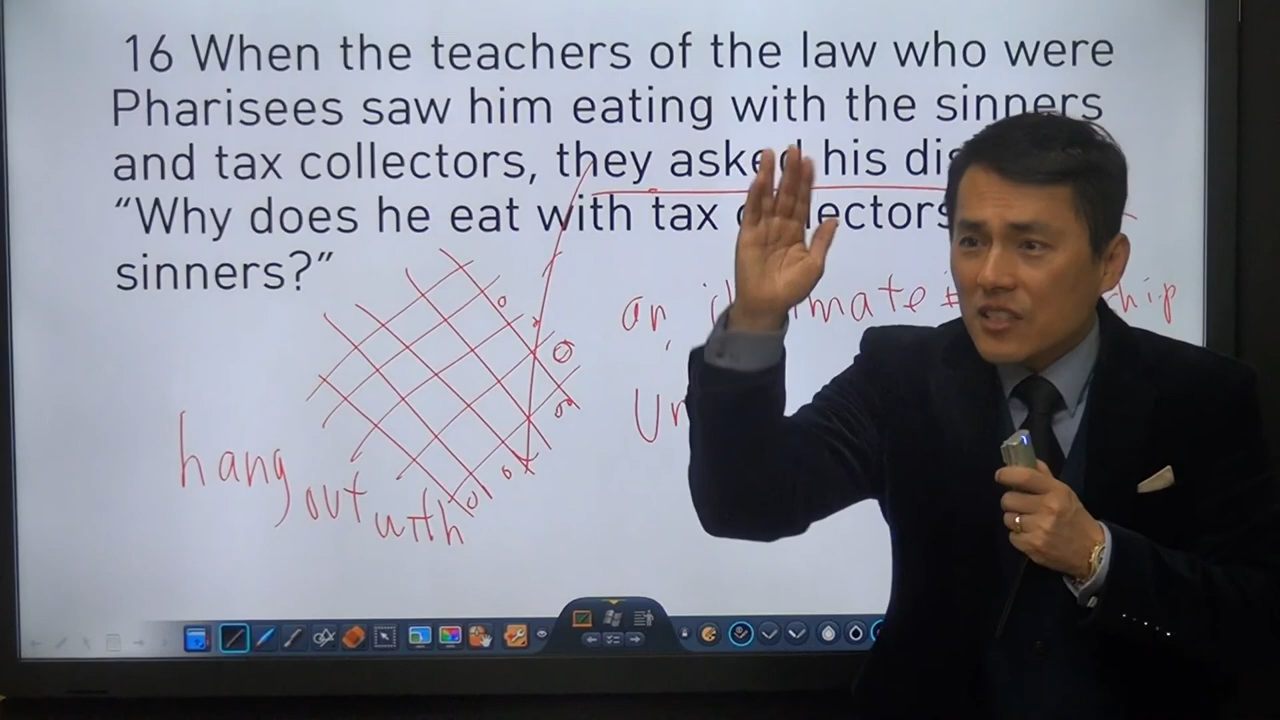 16 When the teachers of the law who were
Pharisees saw him eating with the sinners
and tax collectors, they asked his
“Why does he eat with tax
sinners?”
an
hang
out with